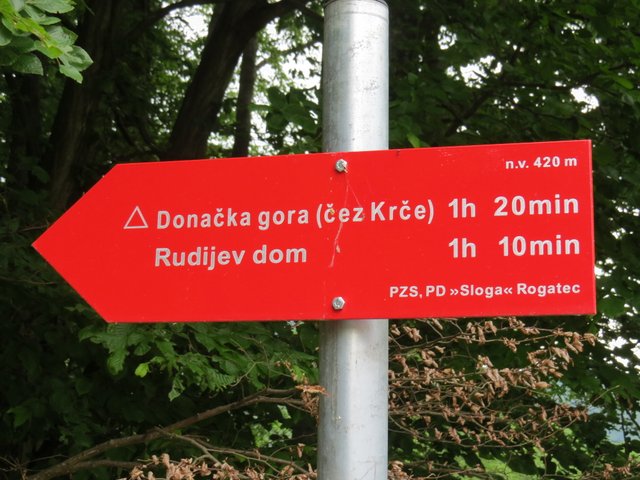 n.v. 420 m
Donačka gora (čez Krče) 1h 20min
Rudijev dom 1h 10min
PZS, PD »Sloga« Rogatec